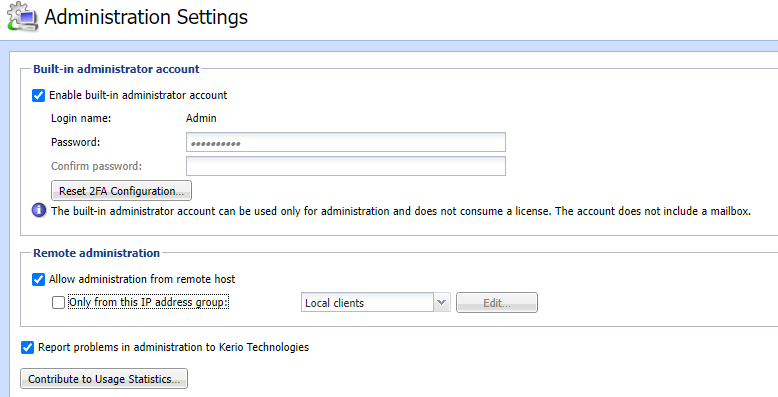 Administration Settings
Built-in administrator account
Enable built-in administrator account
Login name: Admin
Password: ••••••••••
Confirm password:
Reset 2FA Configuration...
The built-in administrator account can be used only for administration and does not consume a license. The account does not include a mailbox.
Remote administration
Allow administration from remote host
Only from this IP address group: Local clients Edit...
Report problems in administration to Kerio Technologies
Contribute to Usage Statistics...